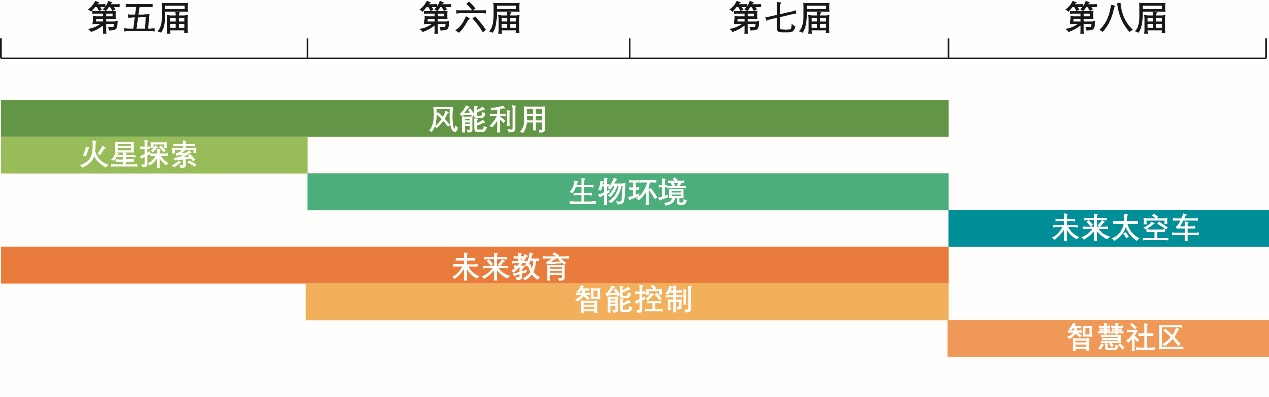 第五届 第六届 第七届 第八届
风能利用
火星探索
生物环境
未来太空车
未来教育
智能控制
智慧社区